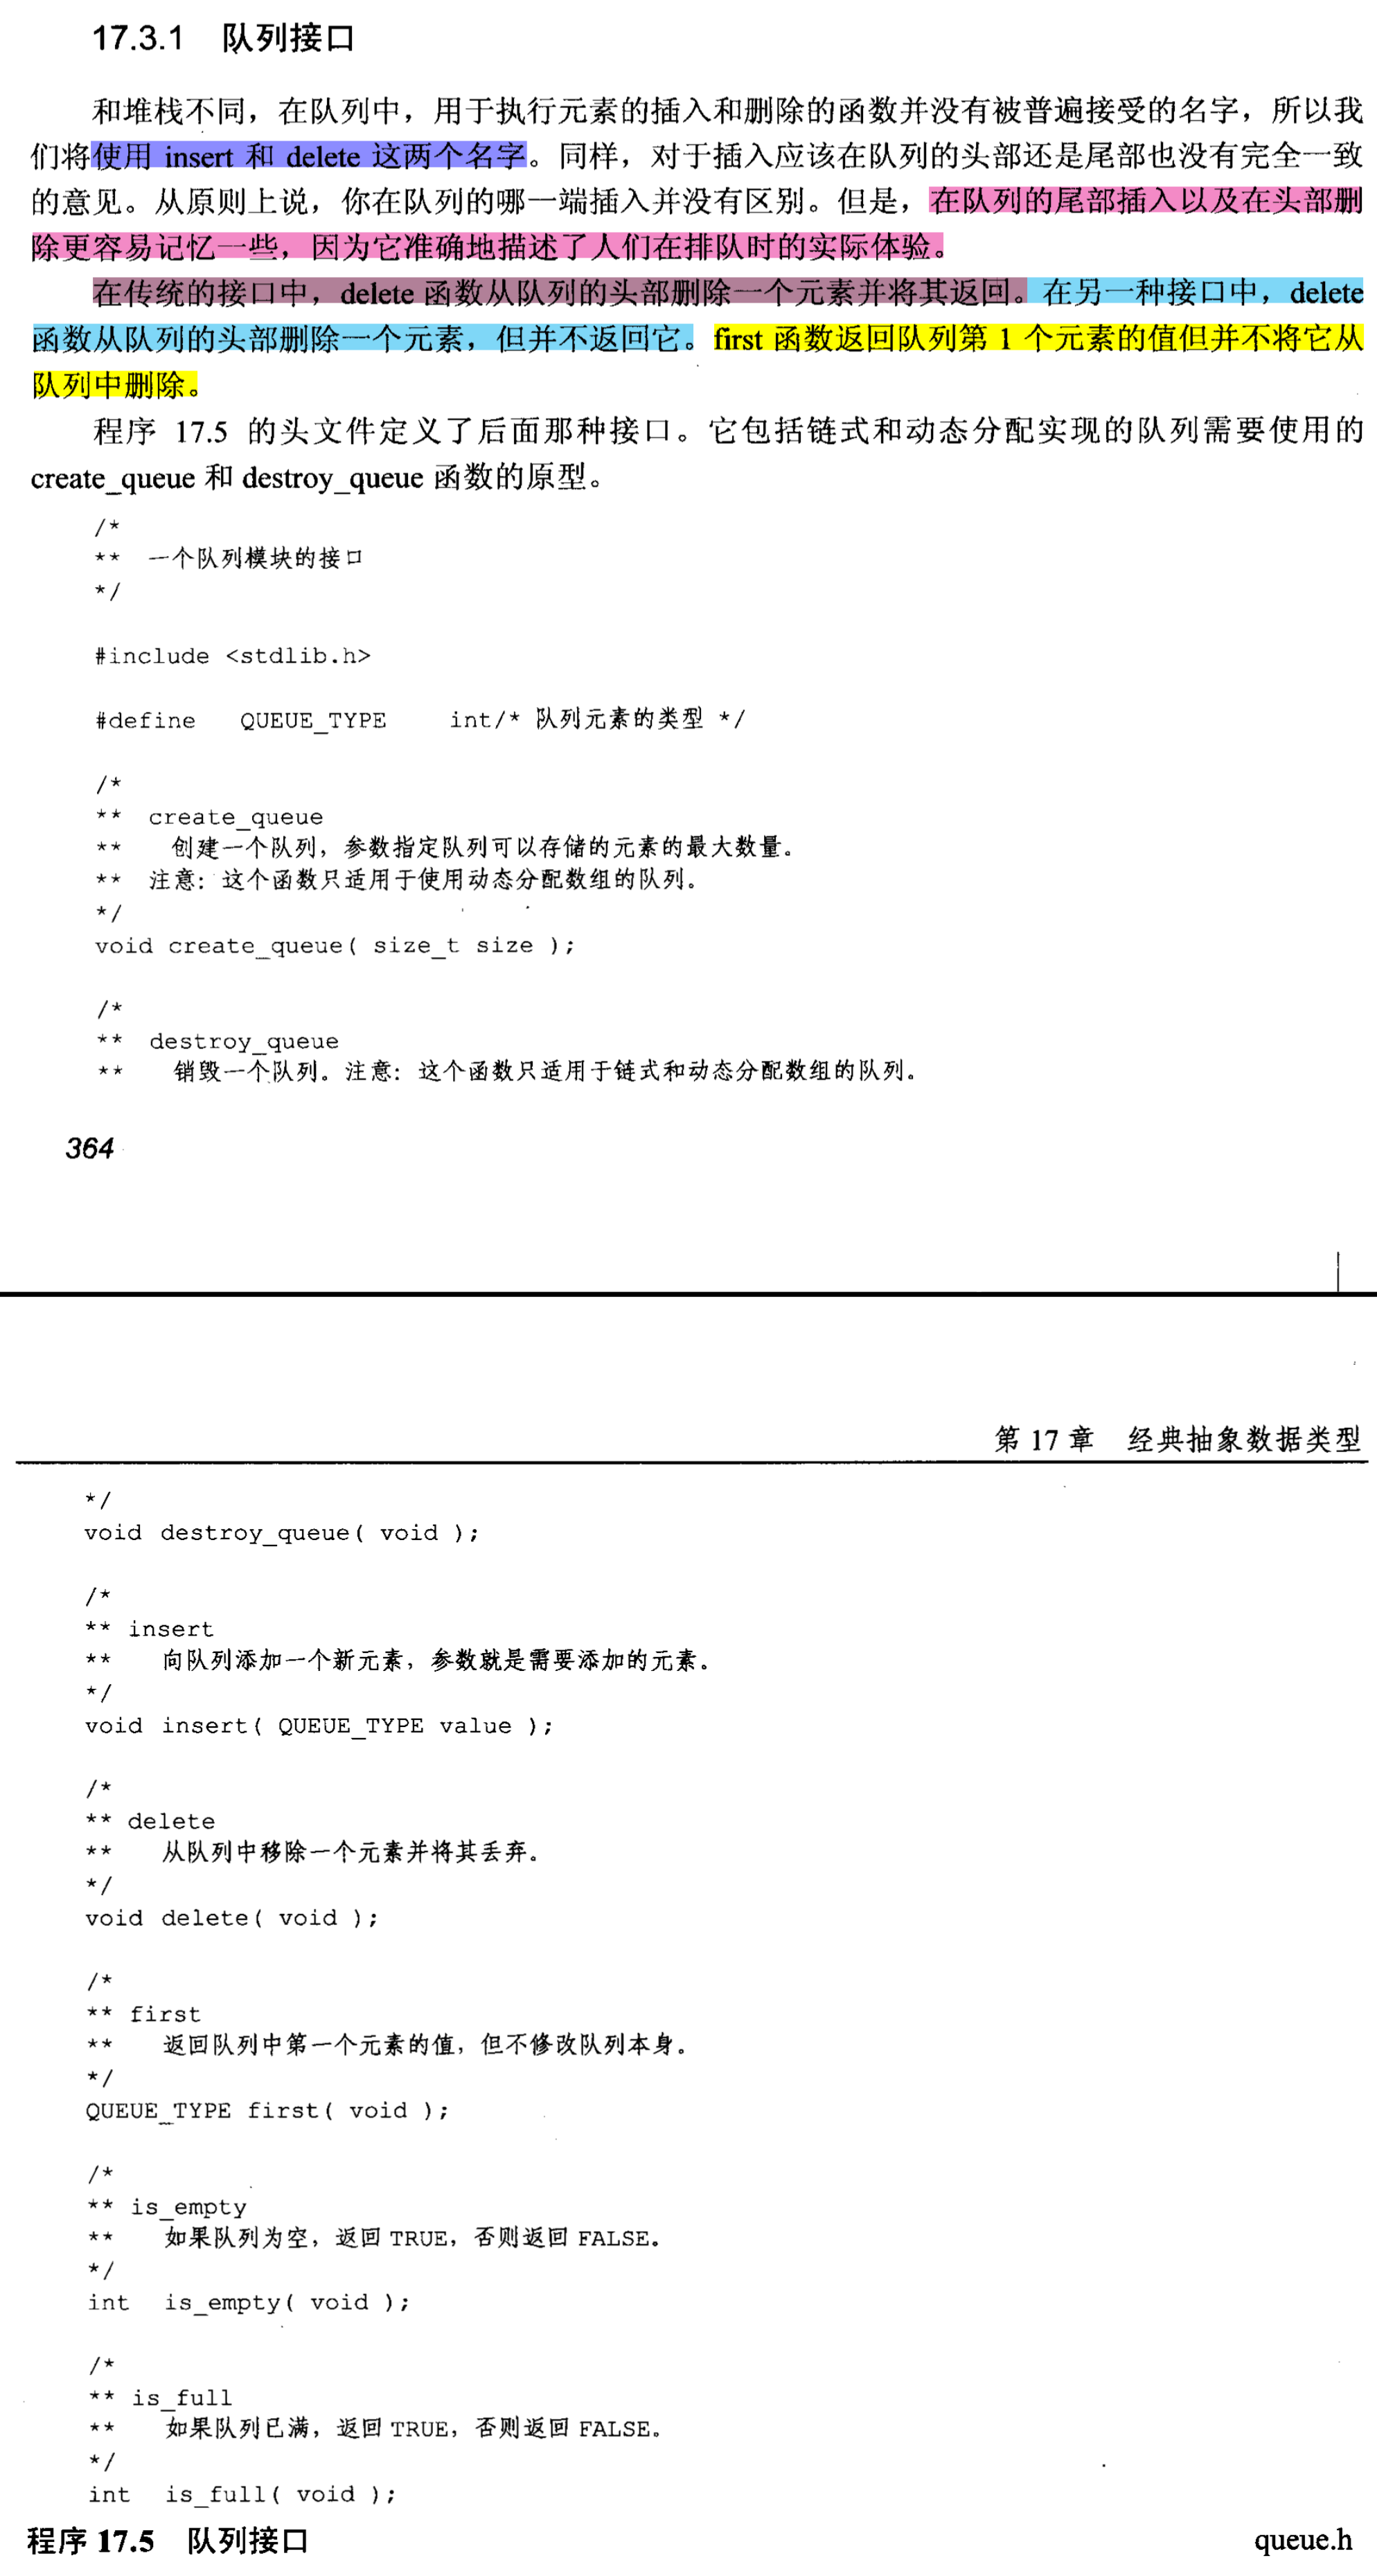 17.3.1 队列接口
和堆栈不同，在队列中，用于执行元素的插入和删除的函数并没有被普遍接受的名字，所以我
们将使用 insert 和 delete 这两个名字。同样，对于插入应该在队列的头部还是尾部也没有完全一致
的意见。从原则上说，你在队列的哪一端插入并没有区别。但是，在队列的尾部插入以及在头部删
除更容易记忆一些，因为它准确地描述了人们在排队时的实际体验。
在传统的接口中，delete 函数从队列的头部删除一个元素并将其返回。在另一种接口中，delete
函数从队列的头部删除一个元素，但并不返回它。first 函数返回队列第 1 个元素的值但并不将它从
队列中删除。
程序 17.5 的头文件定义了后面那种接口。它包括链式和动态分配实现的队列需要使用的
create_queue 和 destroy_queue 函数的原型。
/*
** 一个队列模块的接口
*/
#include <stdlib.h>
#define QUEUE_TYPE int/* 队列元素的类型 */
/*
** create_queue
** 创建一个队列，参数指定队列可以存储的元素的最大数量。
** 注意：这个函数只适用于使用动态分配数组的队列。
*/
void create_queue( size_t size );
/*
** destroy_queue
** 销毁一个队列。注意：这个函数只适用于链式和动态分配数组的队列。
364
第 17 章 经典抽象数据类型
*/
void destroy_queue( void );
/*
** insert
** 向队列添加一个新元素，参数就是需要添加的元素。
*/
void insert( QUEUE_TYPE value );
/*
** delete
** 从队列中移除一个元素并将其丢弃。
*/
void delete( void );
/*
** first
** 返回队列中第一个元素的值，但不修改队列本身。
*/
QUEUE_TYPE first( void );
/*
** is_empty
** 如果队列为空，返回 TRUE，否则返回 FALSE。
*/
int is_empty( void );
/*
** is_full
** 如果队列已满，返回 TRUE，否则返回 FALSE。
*/
int is_full( void );
程序 17.5 队列接口 queue.h